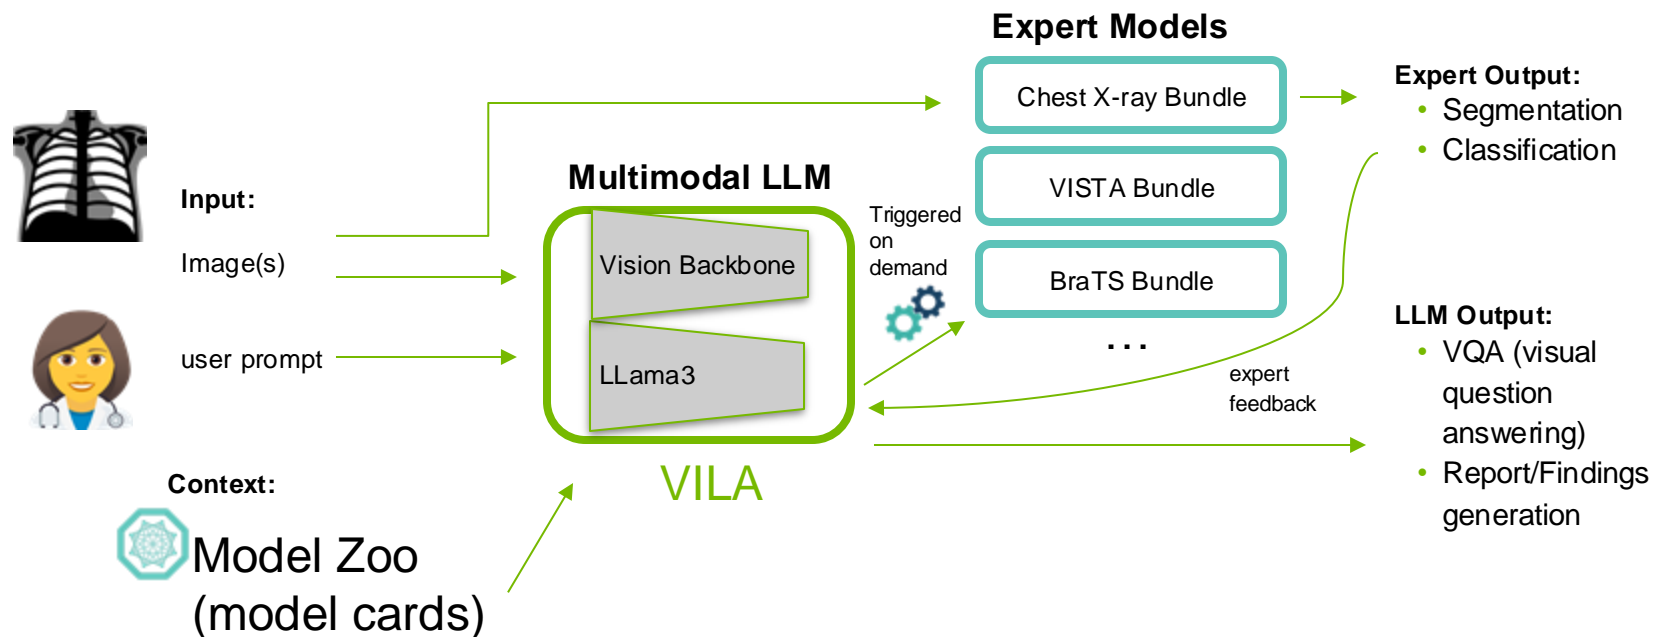 Expert Models
Chest X-ray Bundle
VISTA Bundle
BraTS Bundle
...
Expert Output:
• Segmentation
• Classification
Multimodal LLM
Vision Backbone
LLama3
VILA
Input:
Image(s)
user prompt
Triggered
on
demand
expert
feedback
LLM Output:
• VQA (visual
question
answering)
• Report/Findings
generation
Context:
Model Zoo
(model cards)